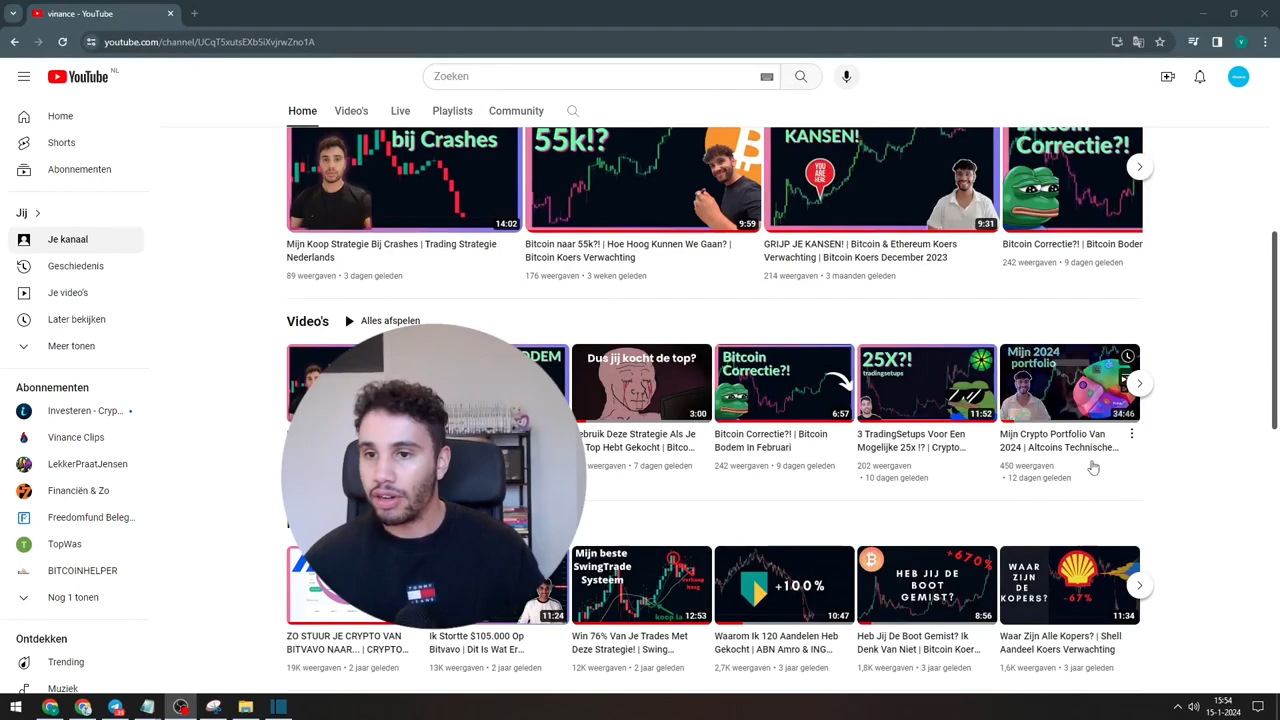 vinance - YouTube
youtube.com/channel/UCqT5xutsEXb5iXvjrwZno1A
YouTube NL
Zoeken
Home
Video's
Live
Playlists
Community
Home
Shorts
Abonnementen
Jij
Je kanaal
Geschiedenis
Je video's
Later bekijken
Meer tonen
Abonnementen
Investeren - Cryp...
Vinance Clips
LekkerPraatJensen
Financiën & Zo
Freedomfund Beleg...
TopWas
BITCOINHELPER
Nog 1 tonen
Ontdekken
Trending
Muziek
bij Crashes
14:02
Mijn Koop Strategie Bij Crashes | Trading Strategie
Nederlands
89 weergaven • 3 dagen geleden
55k!?
9:59
Bitcoin naar 55k?! | Hoe Hoog Kunnen We Gaan? |
Bitcoin Koers Verwachting
176 weergaven • 3 weken geleden
KANSEN!
YOU ARE HERE
9:31
GRIJP JE KANSEN! | Bitcoin & Ethereum Koers
Verwachting | Bitcoin Koers December 2023
214 weergaven • 3 maanden geleden
Bitcoin
Correctie?!
Bitcoin Correctie?! | Bitcoin Boden
242 weergaven • 9 dagen geleden
Video's
Alles afspelen
ODEM
Dus jij kocht de top?
3:00
ebruik Deze Strategie Als Je
Top Hebt Gekocht | Bitco...
weergaven • 7 dagen geleden
Bitcoin
Correctie?!
6:57
Bitcoin Correctie?! | Bitcoin
Bodem In Februari
242 weergaven • 9 dagen geleden
25X?!
tradingsetups
11:52
3 TradingSetups Voor Een
Mogelijke 25x !? | Crypto...
202 weergaven
• 10 dagen geleden
Mijn 2024
portfolio
34:46
Mijn Crypto Portfolio Van
2024 | Altcoins Technische...
450 weergaven
• 12 dagen geleden
ZO STUUR JE CRYPTO VAN
BITVAVO NAAR... | CRYPTO...
19K weergaven • 2 jaar geleden
11:24
Ik Stortte $105.000 Op
Bitvavo | Dit Is Wat Er...
13K weergaven • 2 jaar geleden
Mijn beste
SwingTrade
Systeem
12:53
Win 76% Van Je Trades Met
Deze Strategie! | Swing...
12K weergaven • 2 jaar geleden
+100%
10:47
Waarom Ik 120 Aandelen Heb
Gekocht | ABN Amro & ING...
2,7K weergaven • 3 jaar geleden
+670%
HEB JIJ DE
BOOT
GEMIST?
8:56
Heb Jij De Boot Gemist? Ik
Denk Van Niet | Bitcoin Koer...
1,8K weergaven • 3 jaar geleden
WAAR
ZIJN DE
KOPERS?
-67%
11:34
Waar Zijn Alle Kopers? | Shell
Aandeel Koers Verwachting
1,6K weergaven • 3 jaar geleden
15:54
15-1-2024